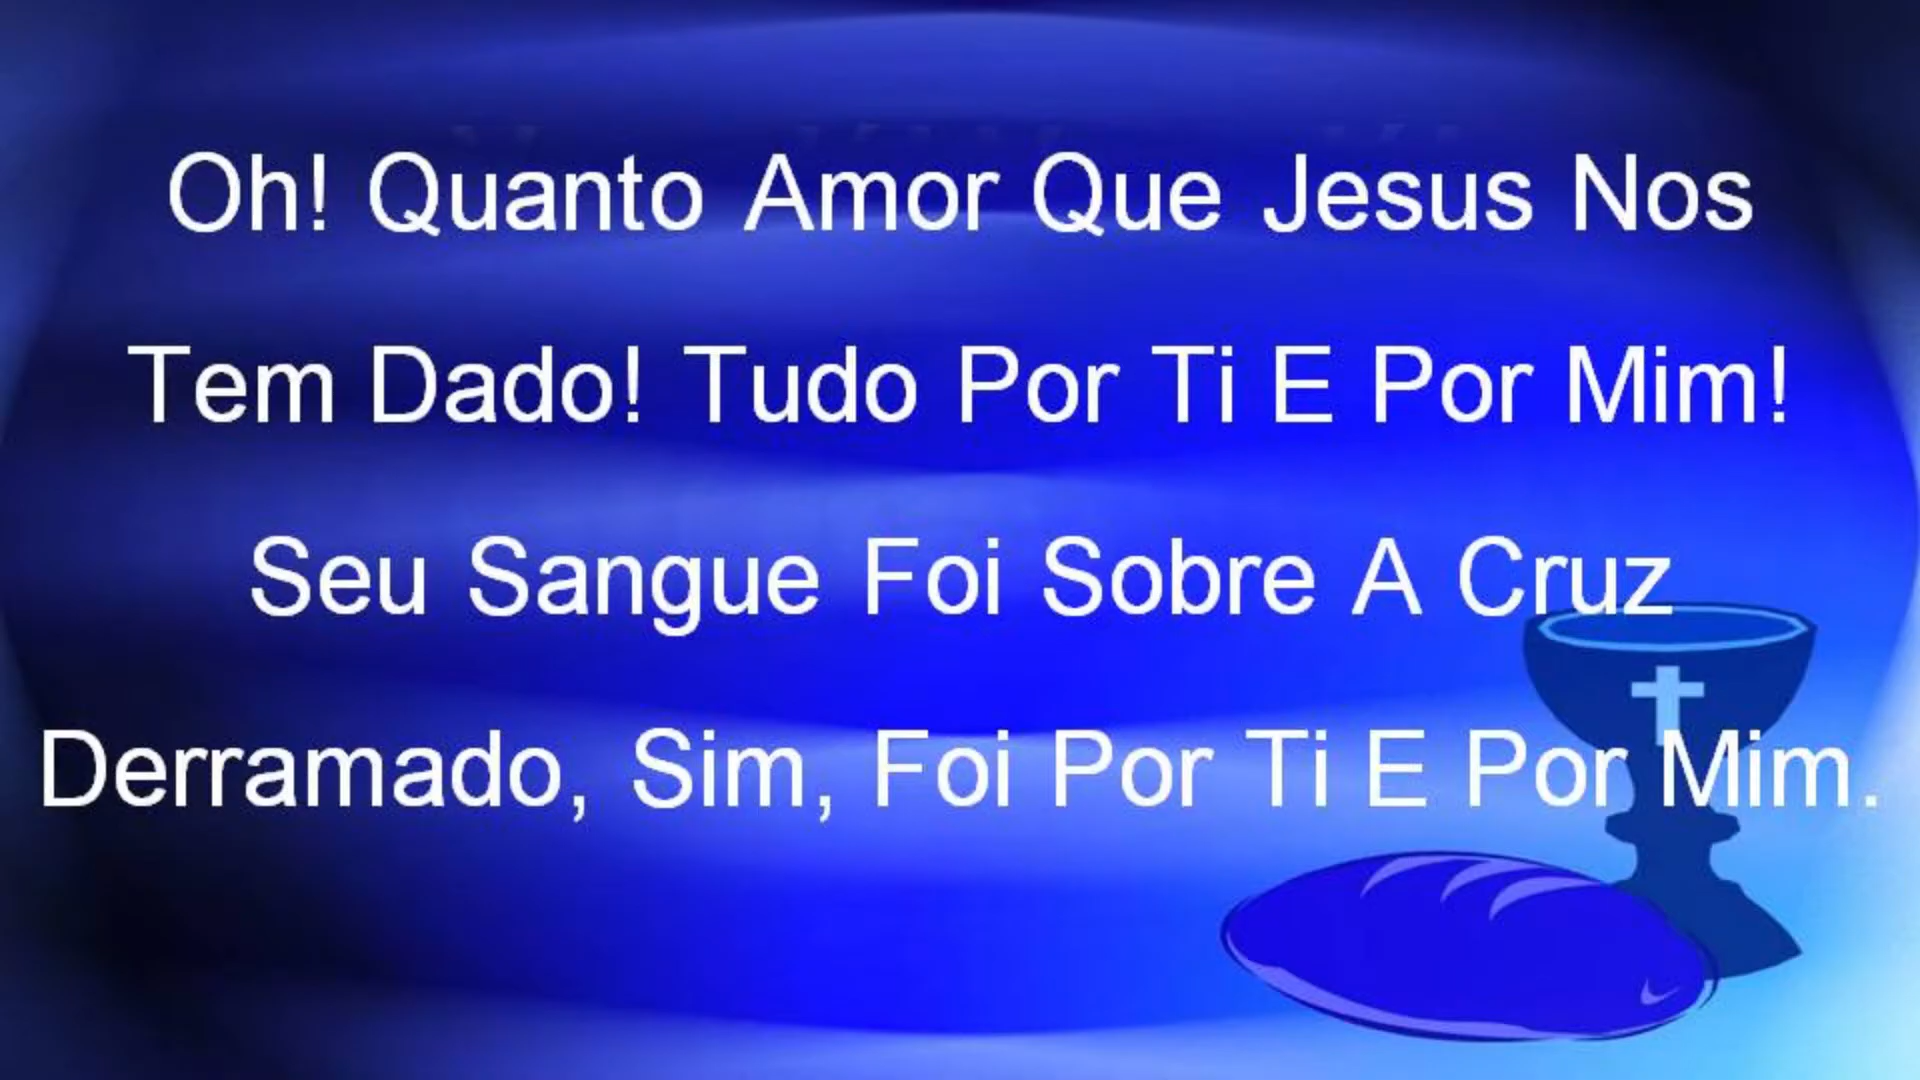 Oh! Quanto Amor Que Jesus Nos
Tem Dado! Tudo Por Ti E Por Mim!
Seu Sangue Foi Sobre A Cruz
Derramado, Sim, Foi Por Ti E Por Mim.